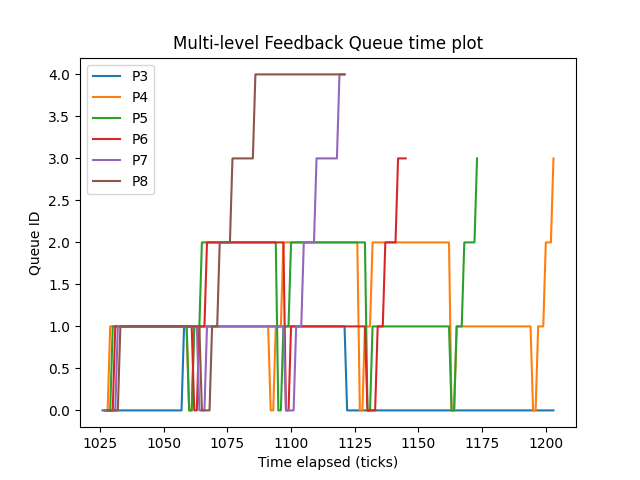 Multi-level Feedback Queue time plot
P3
P4
P5
P6
P7
P8
Queue ID
4.0
3.5
3.0
2.5
2.0
1.5
1.0
0.5
0.0
1025 1050 1075 1100 1125 1150 1175 1200
Time elapsed (ticks)